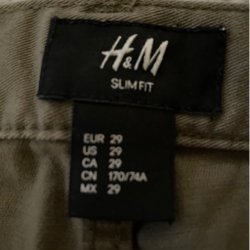 H&M
SLIM FIT
EUR 29
US 29
CA 29
CN 170/74A
MX 29